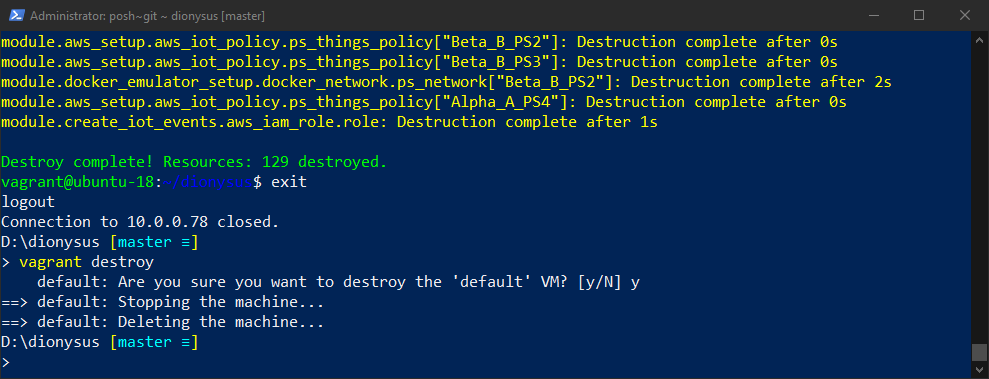 Administrator: posh~git ~ dionysus [master]
module.aws_setup.aws_iot_policy.ps_things_policy["Beta_B_PS2"]: Destruction complete after 0s
module.aws_setup.aws_iot_policy.ps_things_policy["Beta_B_PS3"]: Destruction complete after 0s
module.docker_emulator_setup.docker_network.ps_network["Beta_B_PS2"]: Destruction complete after 2s
module.aws_setup.aws_iot_policy.ps_things_policy["Alpha_A_PS4"]: Destruction complete after 0s
module.create_iot_events.aws_iam_role.role: Destruction complete after 1s
Destroy complete! Resources: 129 destroyed.
vagrant@ubuntu-18:~/dionysus$ exit
logout
Connection to 10.0.0.78 closed.
D:\dionysus [master ≡]
> vagrant destroy
    default: Are you sure you want to destroy the 'default' VM? [y/N] y
==> default: Stopping the machine...
==> default: Deleting the machine...
D:\dionysus [master ≡]
>